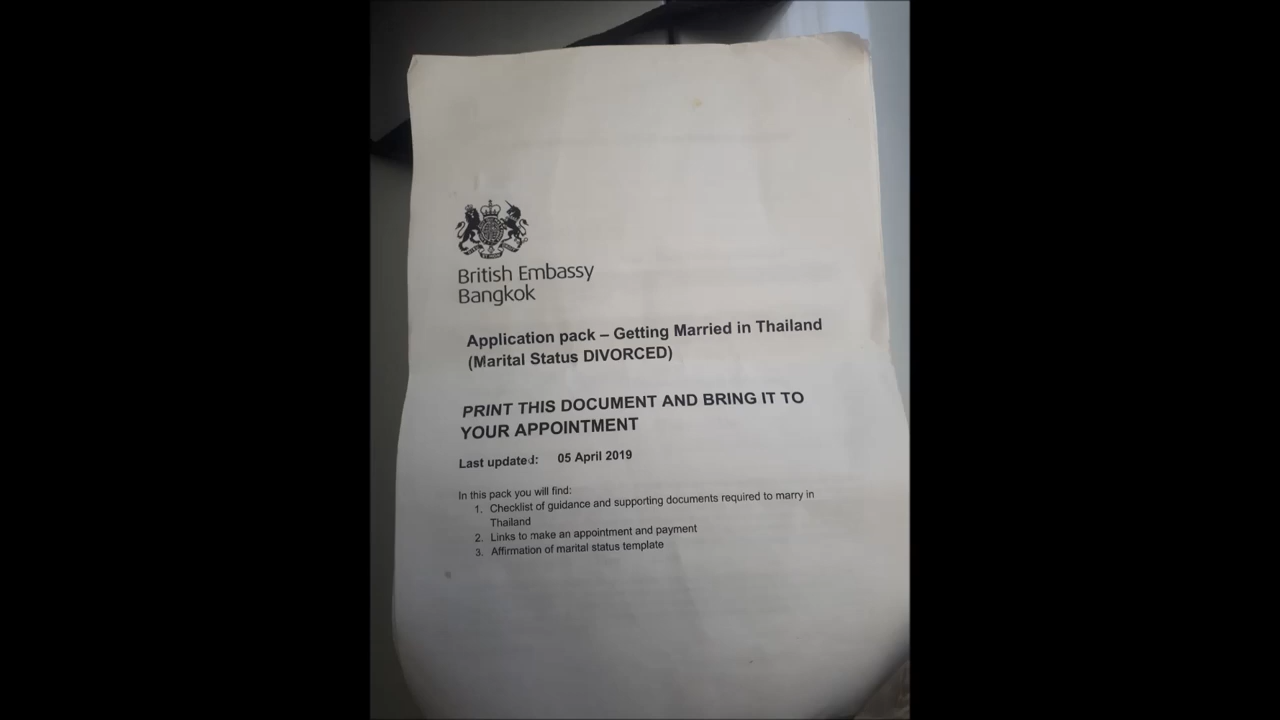 British Embassy
Bangkok
Application pack – Getting Married in Thailand
(Marital Status DIVORCED)
PRINT THIS DOCUMENT AND BRING IT TO
YOUR APPOINTMENT
Last updated: 05 April 2019
In this pack you will find:
1. Checklist of guidance and supporting documents required to marry in
Thailand
2. Links to make an appointment and payment
3. Affirmation of marital status template